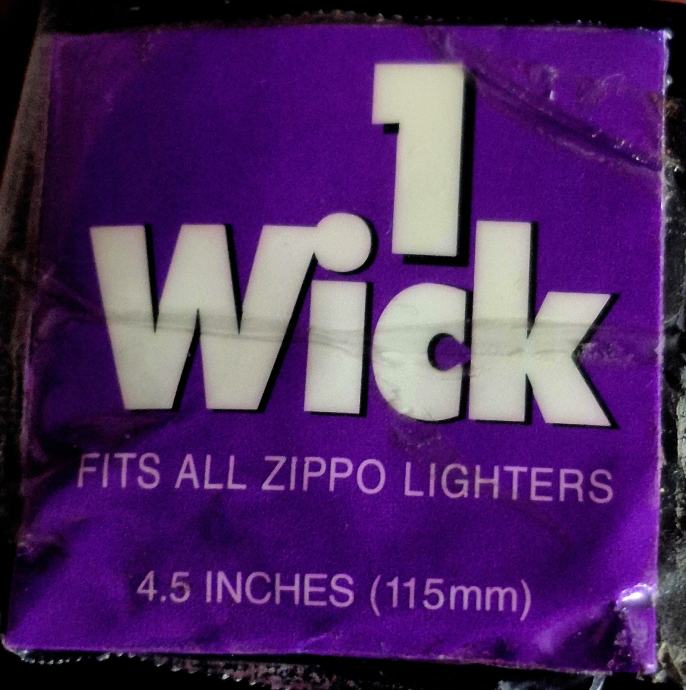 1
Wick
FITS ALL ZIPPO LIGHTERS
4.5 INCHES (115mm)